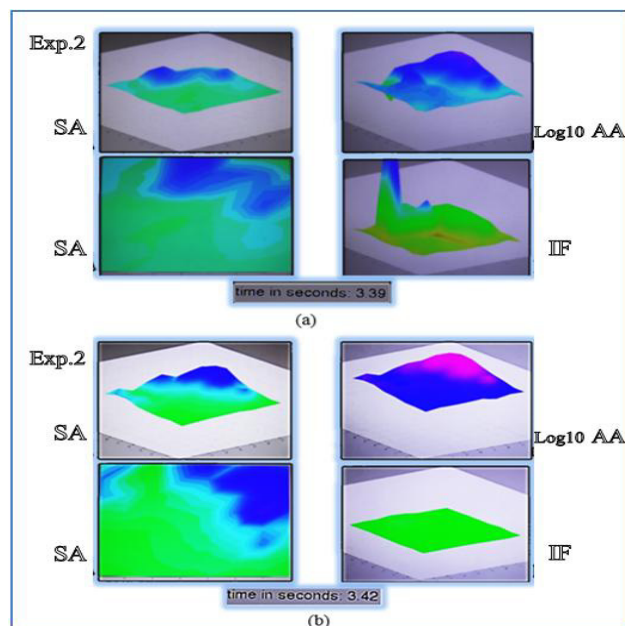 Exp.2
SA
Log10 AA
SA
IF
time in seconds: 3.39
(a)
Exp.2
SA
Log10 AA
SA
IF
time in seconds: 3.42
(b)